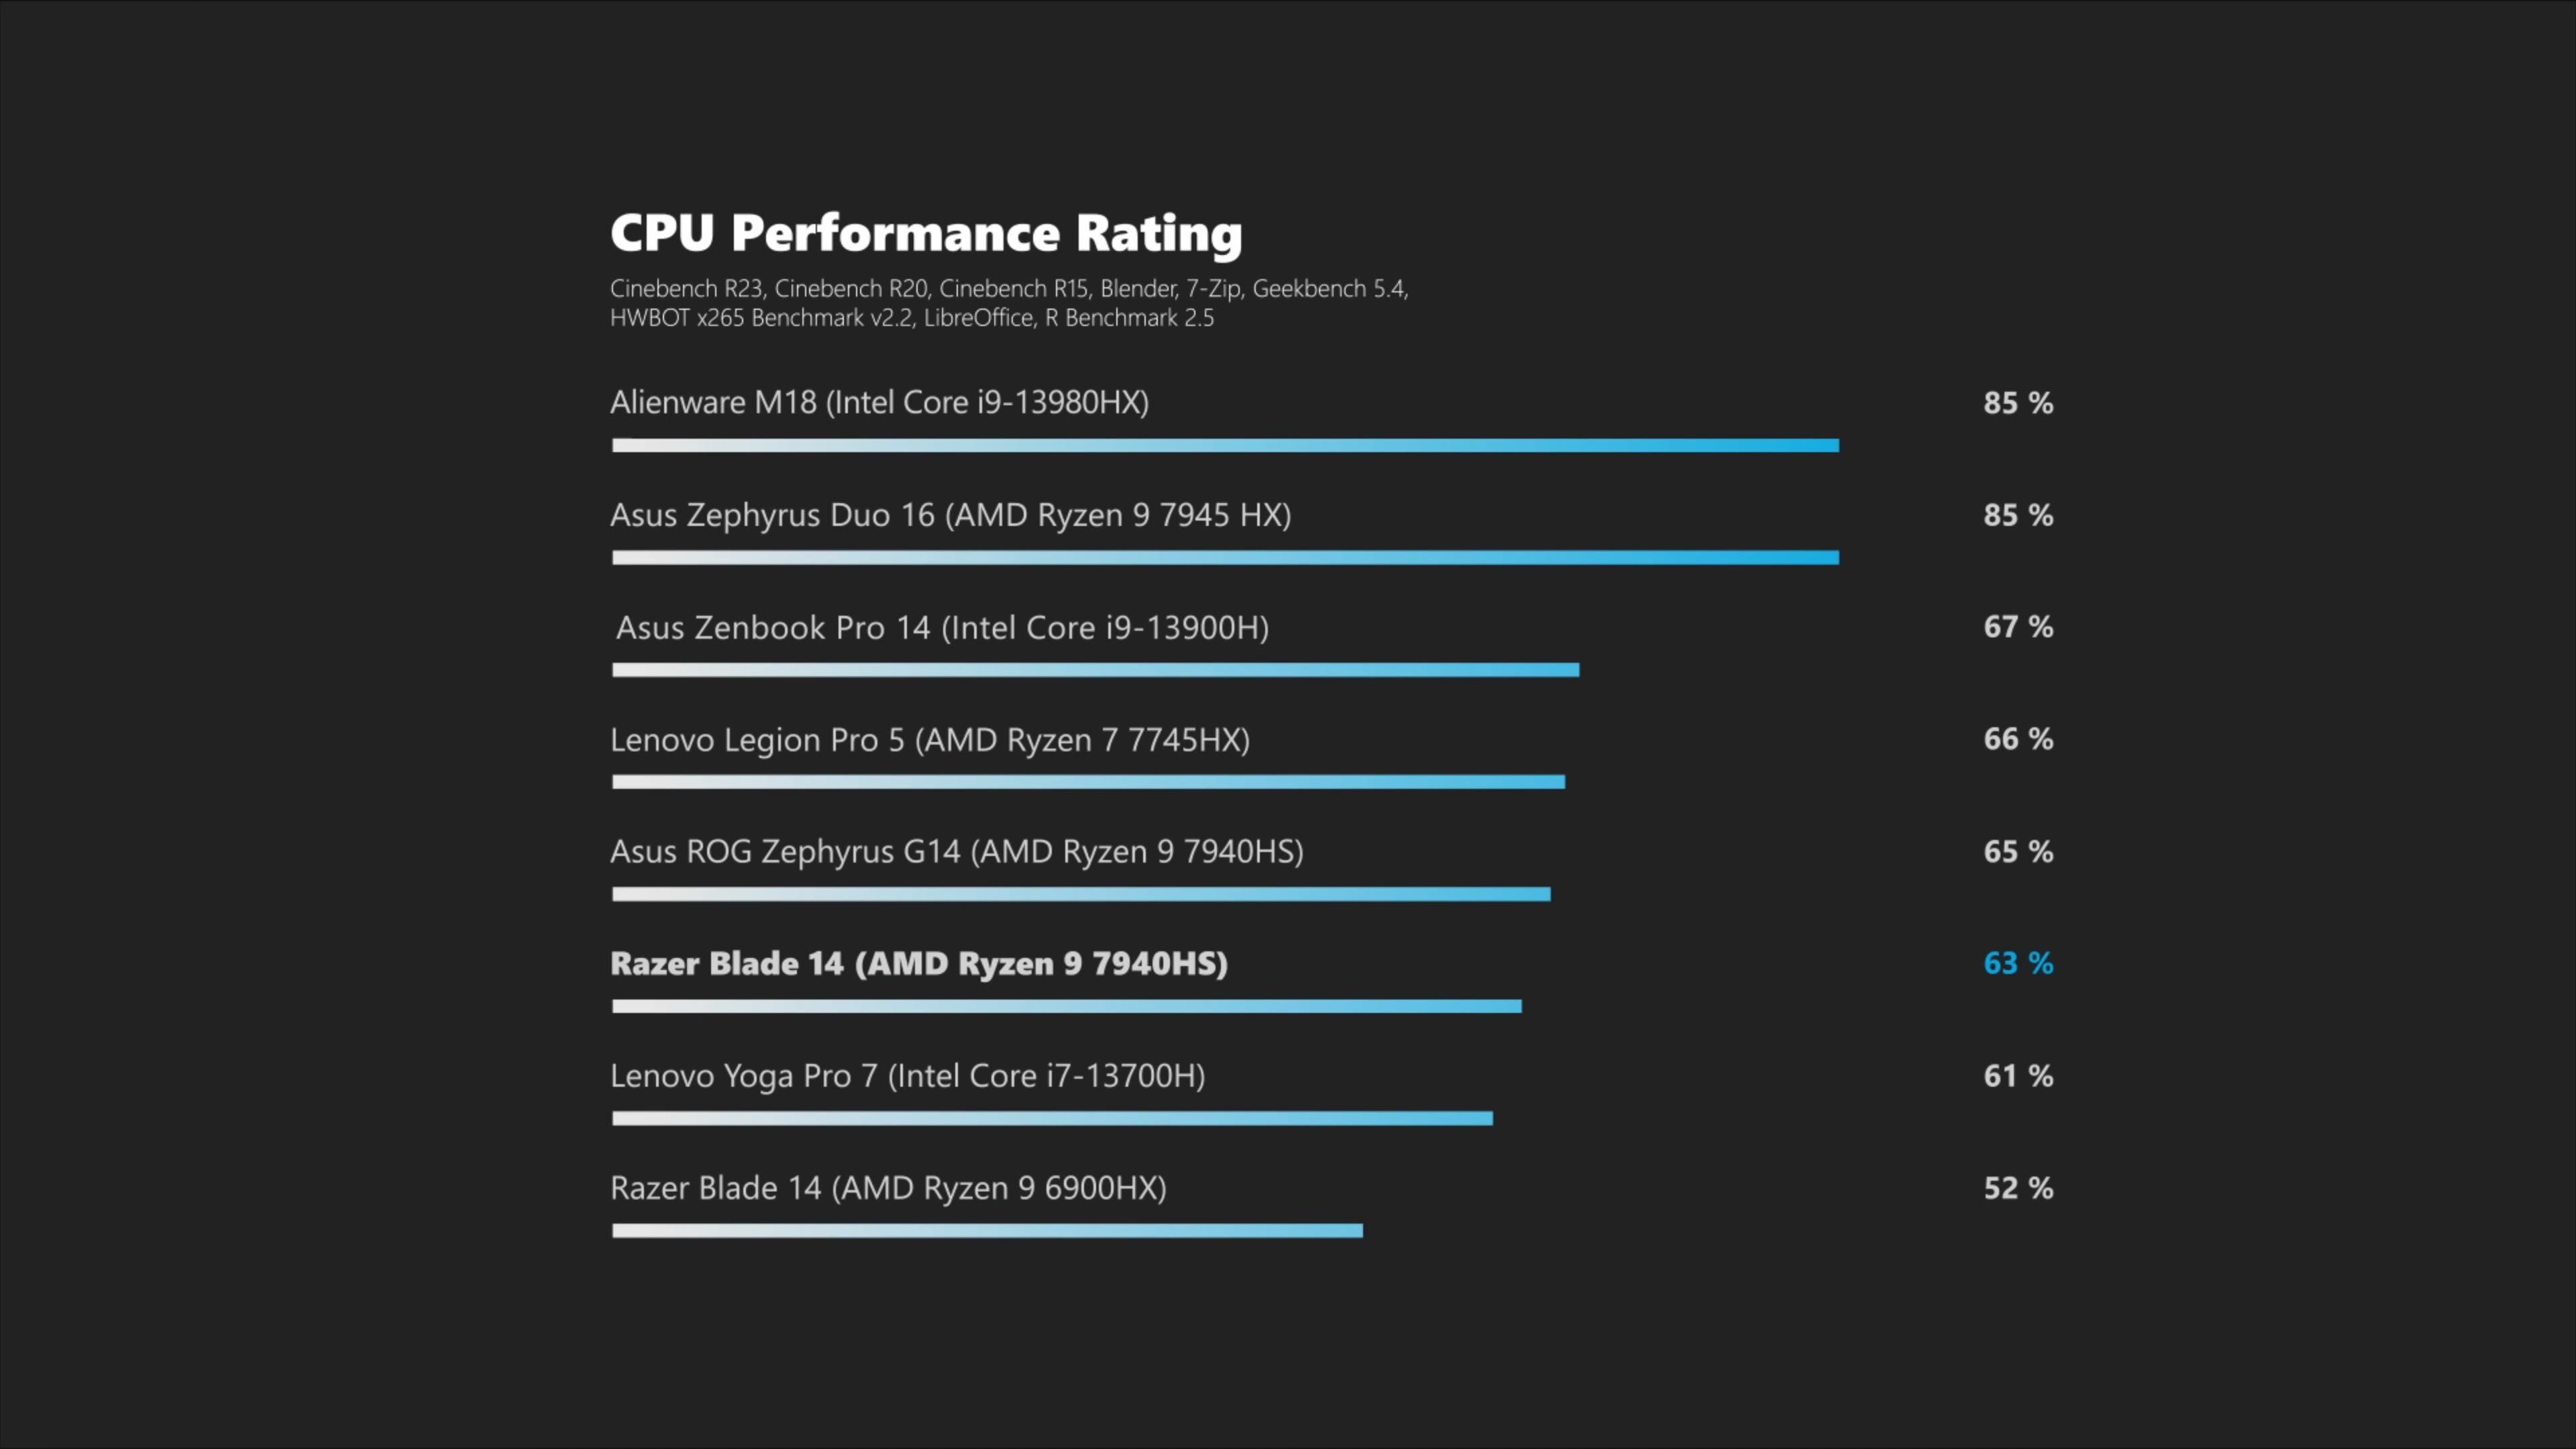 CPU Performance Rating
Cinebench R23, Cinebench R20, Cinebench R15, Blender, 7-Zip, Geekbench 5.4,
HWBOT x265 Benchmark v2.2, LibreOffice, R Benchmark 2.5
Alienware M18 (Intel Core i9-13980HX) 85 %
Asus Zephyrus Duo 16 (AMD Ryzen 9 7945 HX) 85 %
Asus Zenbook Pro 14 (Intel Core i9-13900H) 67 %
Lenovo Legion Pro 5 (AMD Ryzen 7 7745HX) 66 %
Asus ROG Zephyrus G14 (AMD Ryzen 9 7940HS) 65 %
Razer Blade 14 (AMD Ryzen 9 7940HS) 63 %
Lenovo Yoga Pro 7 (Intel Core i7-13700H) 61 %
Razer Blade 14 (AMD Ryzen 9 6900HX) 52 %